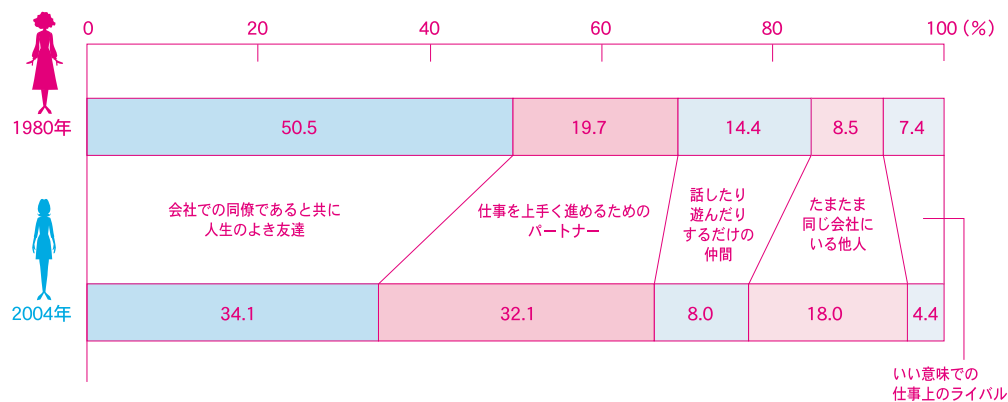 0 20 40 60 80 100(%)
1980年
50.5 19.7 14.4 8.5 7.4
会社での同僚であると共に
人生のよき友達
仕事を上手く進めるための
パートナー
話したり
遊んだり
するだけの
仲間
たまたま
同じ会社に
いる他人
2004年
34.1 32.1 8.0 18.0 4.4
いい意味での
仕事上のライバル